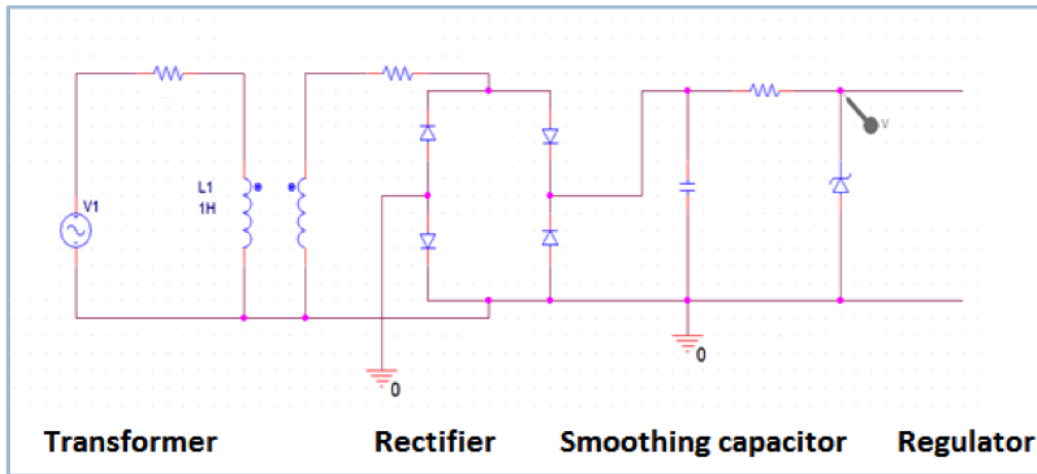 L1
1H
V1
V
0
0
Transformer Rectifier Smoothing capacitor Regulator